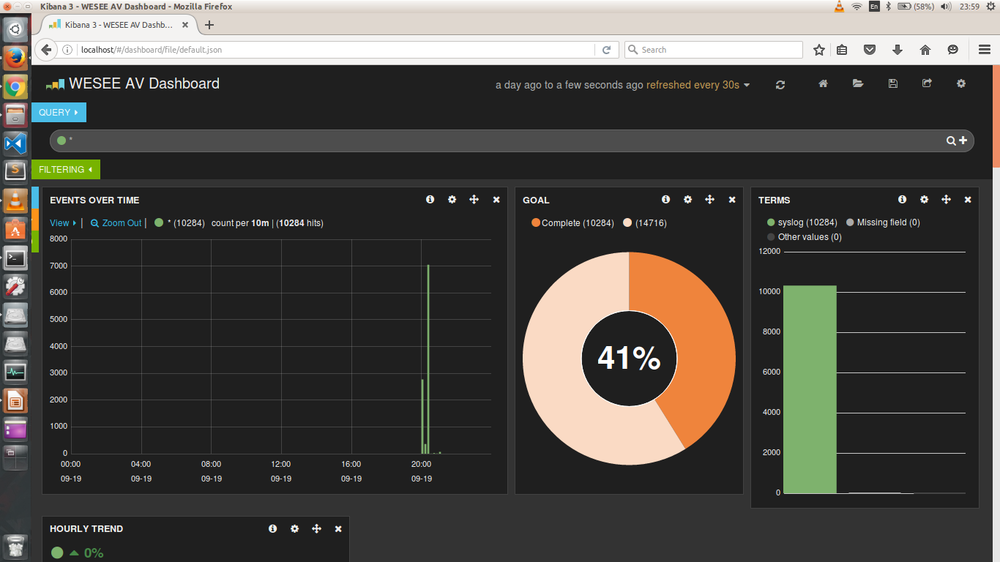 Kibana 3 - WESEE AV Dashboard - Mozilla Firefox
En
(58%)
23:59
Kibana 3 - WESEE AV Dashb...
localhost/#/dashboard/file/default.json
Search
WESEE AV Dashboard
a day ago to a few seconds ago refreshed every 30s
QUERY
*
FILTERING
EVENTS OVER TIME
View | Zoom Out | * (10284) count per 10m | (10284 hits)
8000
7000
6000
5000
4000
3000
2000
1000
0
00:00 04:00 08:00 12:00 16:00 20:00
09-19 09-19 09-19 09-19 09-19 09-19
GOAL
Complete (10284) (14716)
41%
TERMS
syslog (10284) Missing field (0)
Other values (0)
12000
10000
8000
6000
4000
2000
0
HOURLY TREND
0%